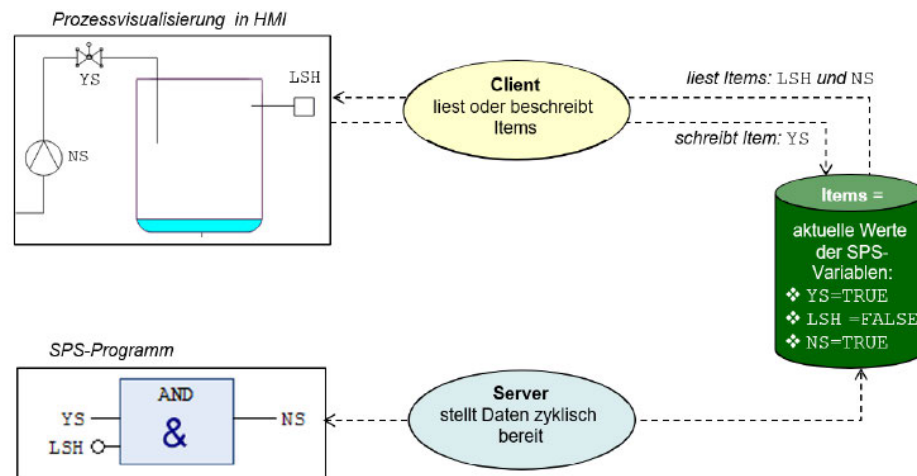 Prozessvisualisierung in HMI
YS
LSH
NS
Client
liest oder beschreibt
Items
liest Items: LSH und NS
schreibt Item: YS
Items =
aktuelle Werte
der SPS-
Variablen:
❖ YS=TRUE
❖ LSH =FALSE
❖ NS=TRUE
SPS-Programm
AND
YS
&
NS
LSH
Server
stellt Daten zyklisch
bereit